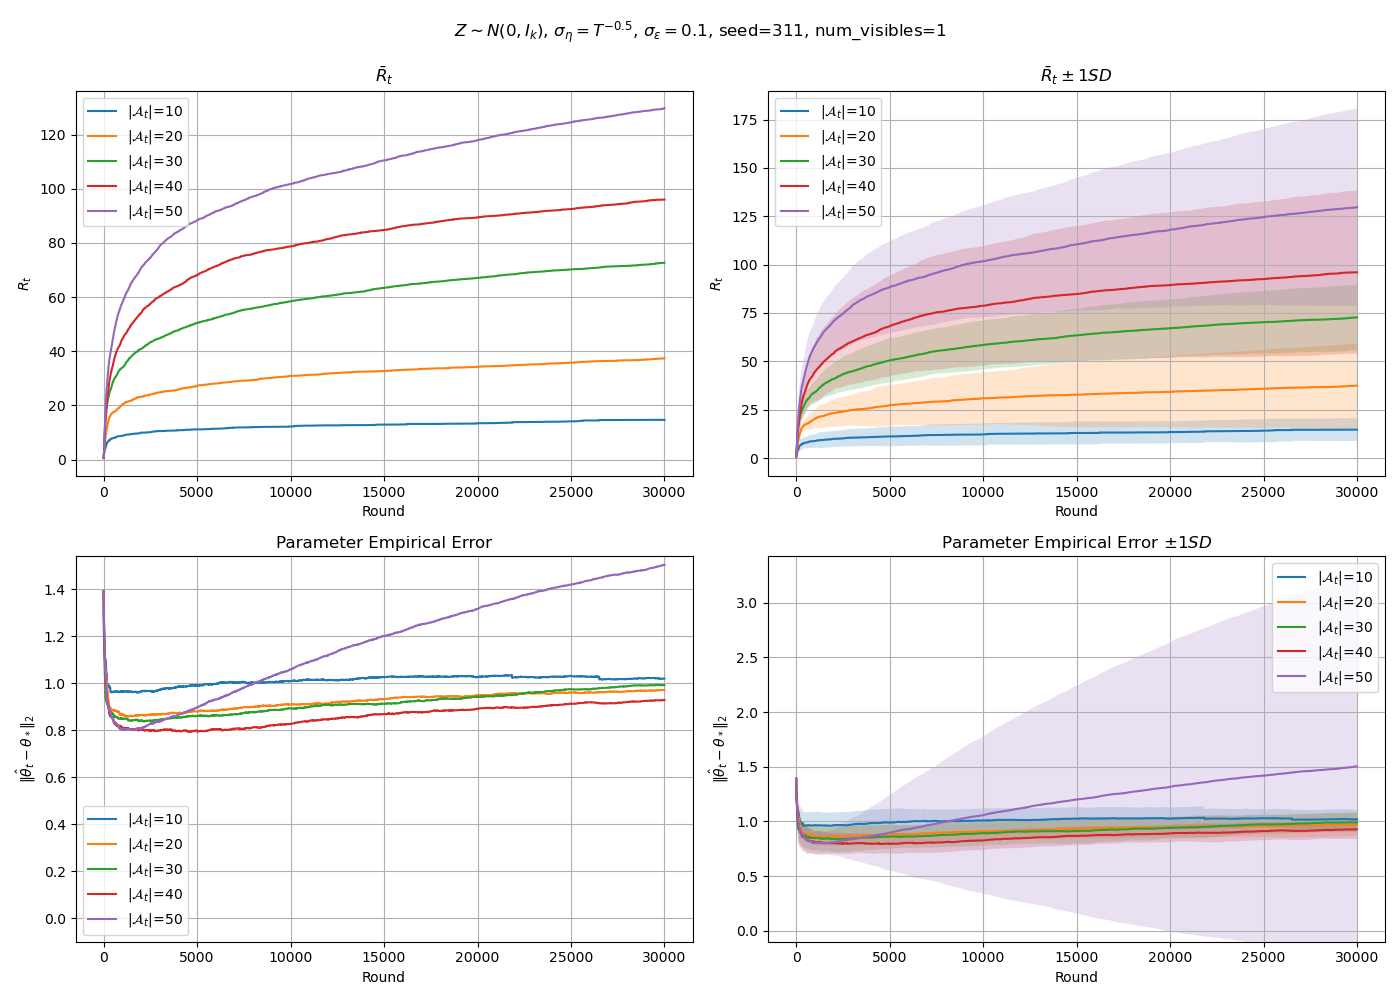 Z ∼ N(0, I_k), σ_η = T^{−0.5}, σ_ε = 0.1, seed=311, num_visibles=1
R̄_t
R_t
120
100
80
60
40
20
0
|𝒜_t|=10
|𝒜_t|=20
|𝒜_t|=30
|𝒜_t|=40
|𝒜_t|=50
0 5000 10000 15000 20000 25000 30000
Round
R̄_t ± 1SD
R_t
175
150
125
100
75
50
25
0
|𝒜_t|=10
|𝒜_t|=20
|𝒜_t|=30
|𝒜_t|=40
|𝒜_t|=50
0 5000 10000 15000 20000 25000 30000
Round
Parameter Empirical Error
‖θ̂_t − θ_*‖_2
1.4
1.2
1.0
0.8
0.6
0.4
0.2
0.0
|𝒜_t|=10
|𝒜_t|=20
|𝒜_t|=30
|𝒜_t|=40
|𝒜_t|=50
0 5000 10000 15000 20000 25000 30000
Round
Parameter Empirical Error ±1SD
‖θ̂_t − θ_*‖_2
3.0
2.5
2.0
1.5
1.0
0.5
0.0
|𝒜_t|=10
|𝒜_t|=20
|𝒜_t|=30
|𝒜_t|=40
|𝒜_t|=50
0 5000 10000 15000 20000 25000 30000
Round